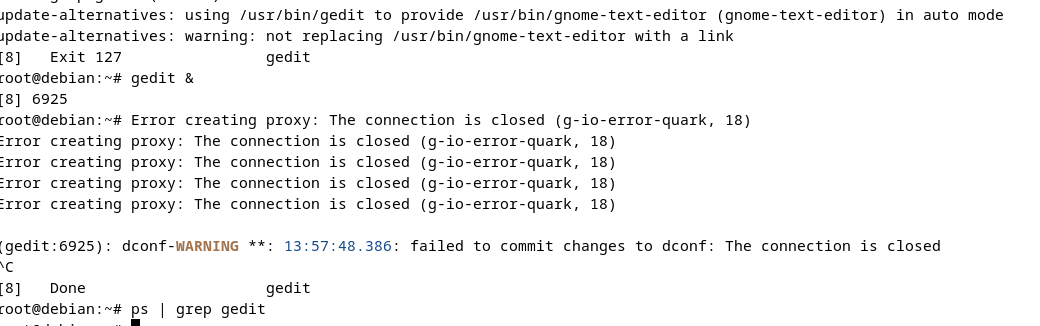 update-alternatives: using /usr/bin/gedit to provide /usr/bin/gnome-text-editor (gnome-text-editor) in auto mode
update-alternatives: warning: not replacing /usr/bin/gnome-text-editor with a link
[8]   Exit 127                gedit
root@debian:~# gedit &
[8] 6925
root@debian:~# Error creating proxy: The connection is closed (g-io-error-quark, 18)
Error creating proxy: The connection is closed (g-io-error-quark, 18)
Error creating proxy: The connection is closed (g-io-error-quark, 18)
Error creating proxy: The connection is closed (g-io-error-quark, 18)
Error creating proxy: The connection is closed (g-io-error-quark, 18)
(gedit:6925): dconf-WARNING **: 13:57:48.386: failed to commit changes to dconf: The connection is closed
^C
[8]   Done                    gedit
root@debian:~# ps | grep gedit